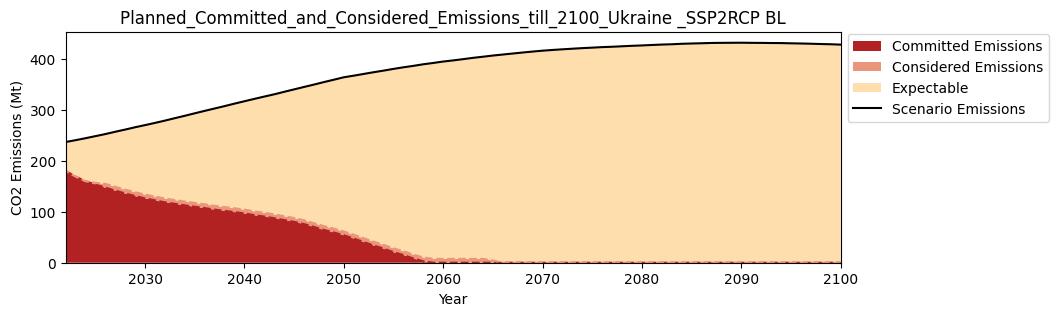 Planned_Committed_and_Considered_Emissions_till_2100_Ukraine _SSP2RCP BL
CO2 Emissions (Mt)
400
300
200
100
0
2030 2040 2050 2060 2070 2080 2090 2100
Year
Committed Emissions
Considered Emissions
Expectable
Scenario Emissions